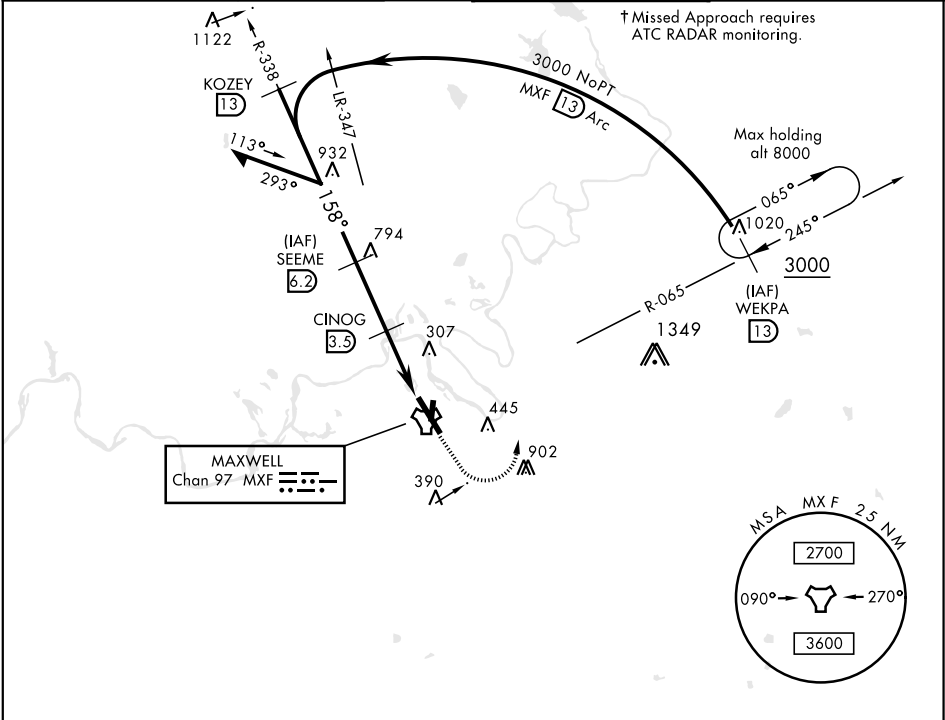 † Missed Approach requires
ATC RADAR monitoring.
1122
R-338
KOZEY
13
LR-347
3000 NoPT
MXF 13 Arc
Max holding
alt 8000
113°
293°
932
158°
065°
1020
245°
3000
(IAF)
SEEME
6.2
794
R-065
(IAF)
WEKPA
13
CINOG
3.5
307
1349
445
902
390
MAXWELL
Chan 97 MXF
MSA MXF 25 NM
2700
090°
270°
3600